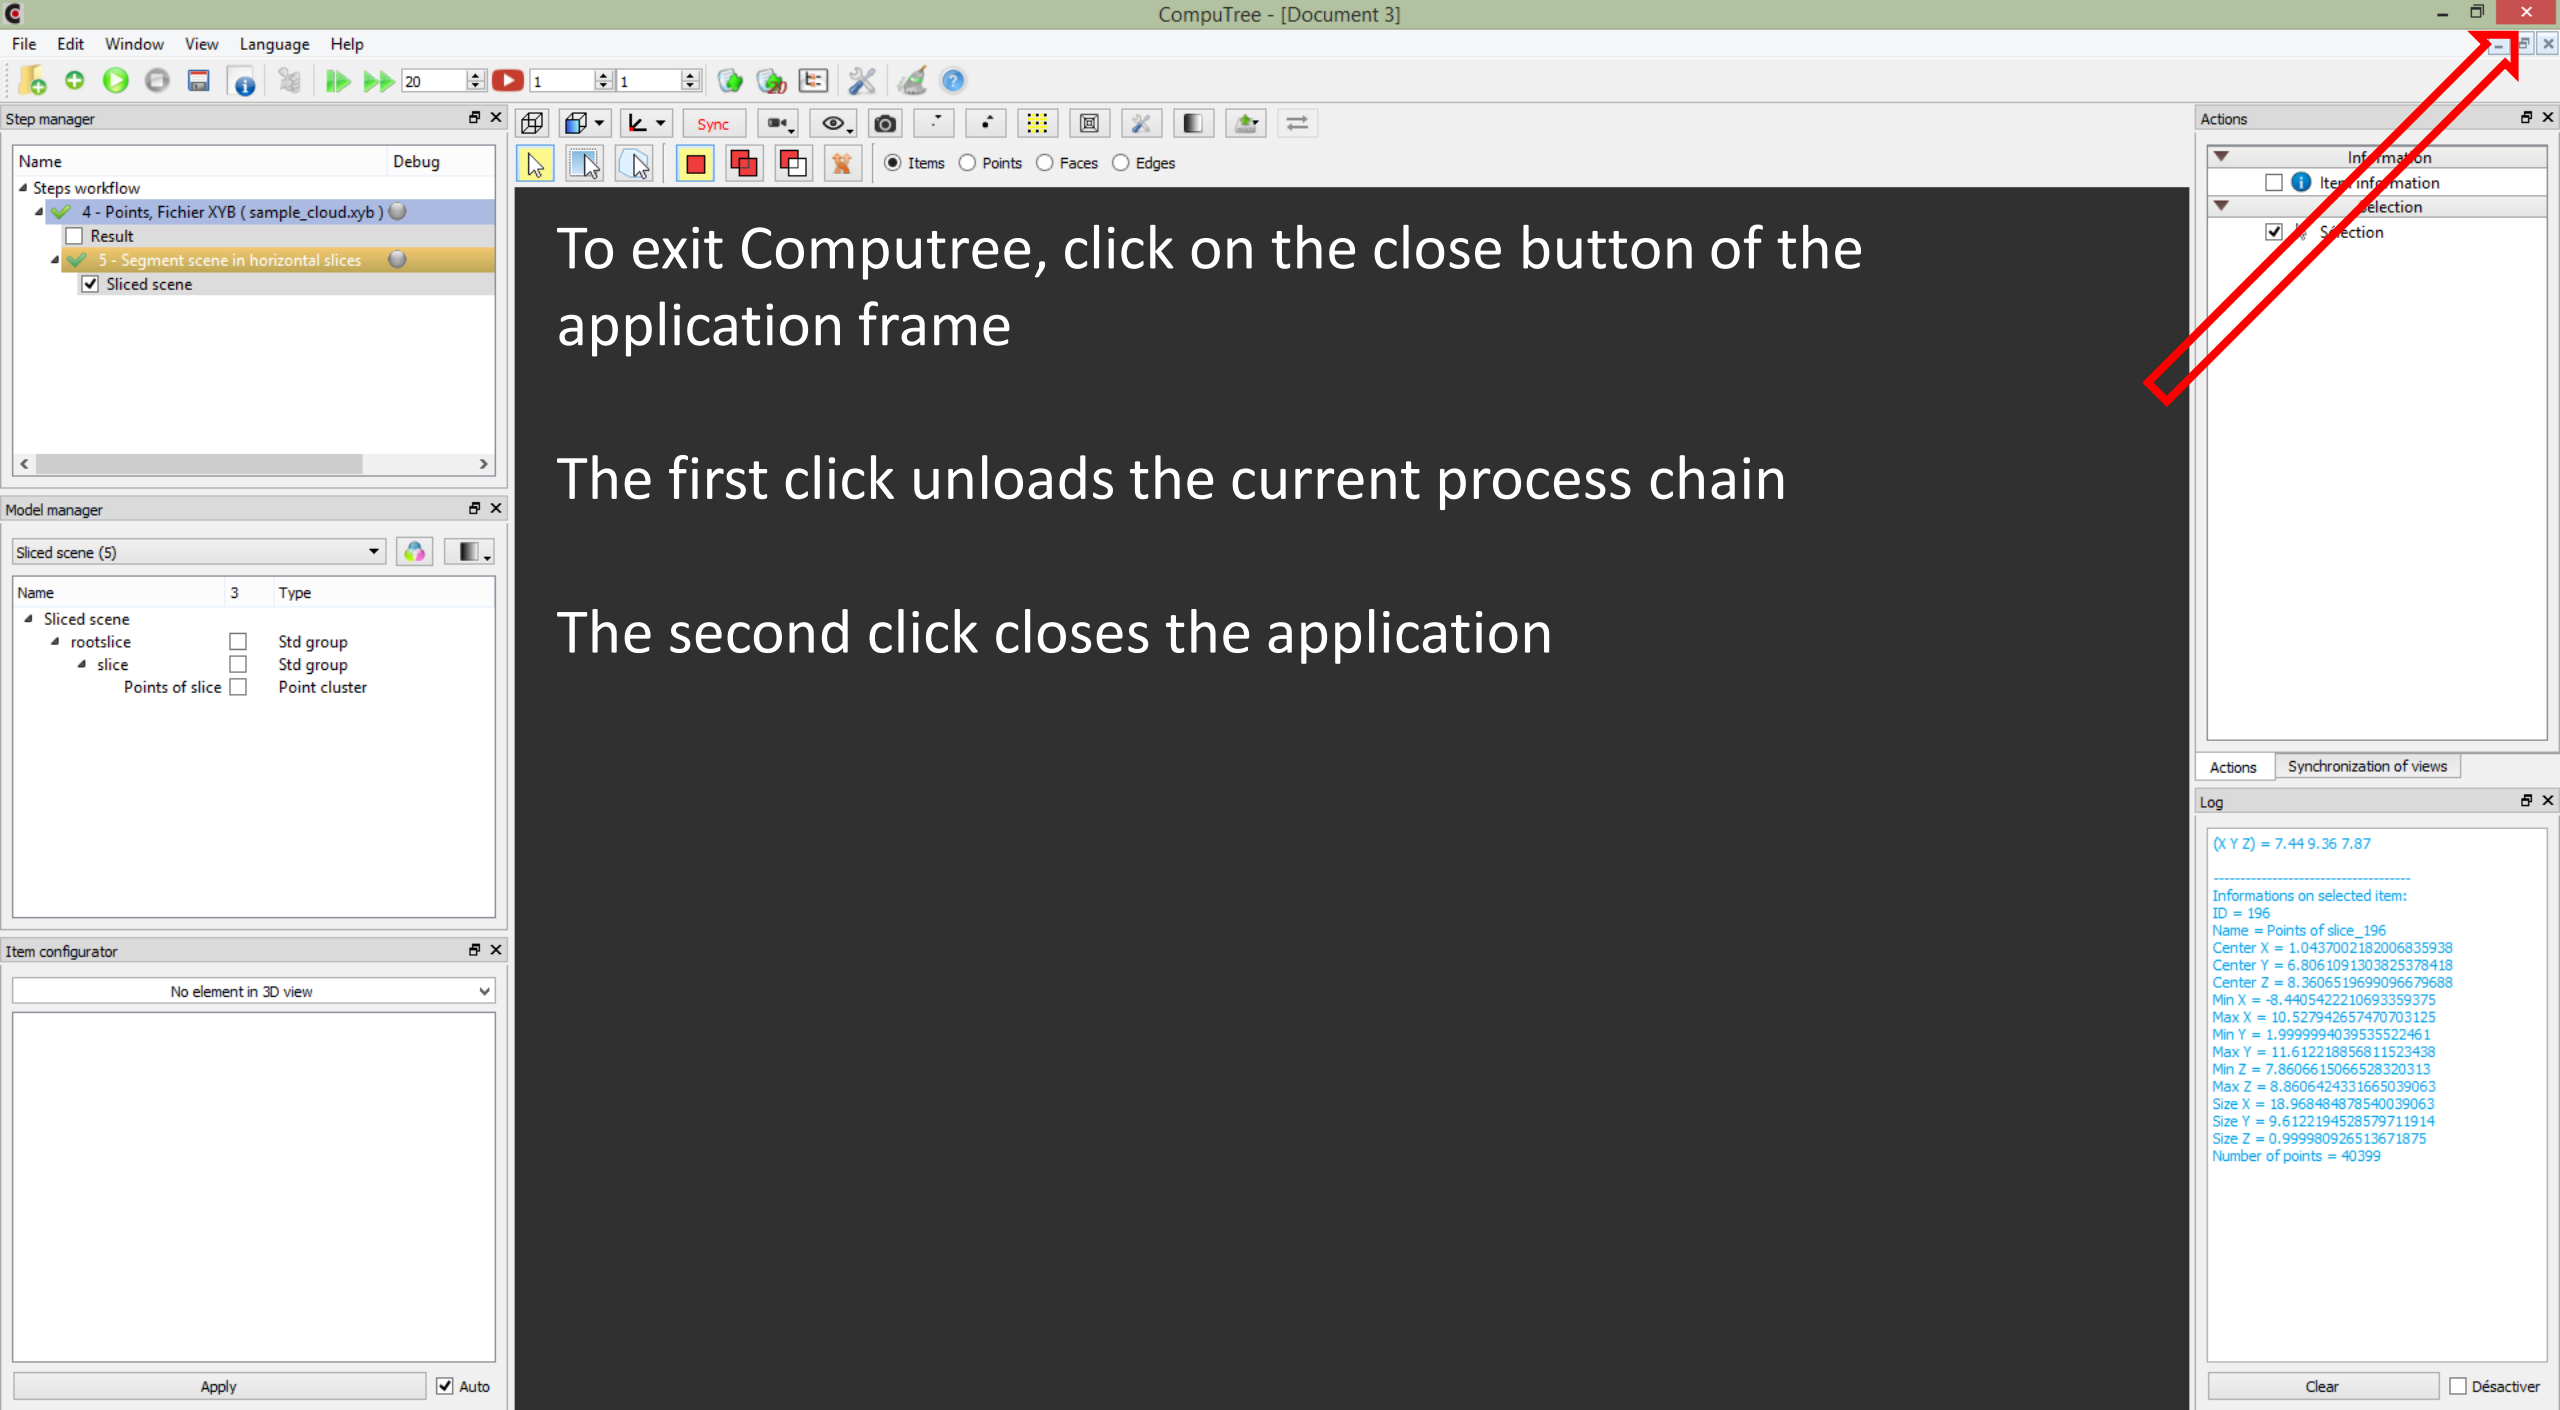 CompuTree - [Document 3]
File Edit Window View Language Help
20 1 1
Step manager
Name Debug
Steps workflow
4 - Points, Fichier XYB ( sample_cloud.xyb )
Result
5 - Segment scene in horizontal slices
Sliced scene
Model manager
Sliced scene (5)
Name 3 Type
Sliced scene
rootslice Std group
slice Std group
Points of slice Point cluster
Item configurator
No element in 3D view
Apply Auto
Sync
Items Points Faces Edges
To exit Computree, click on the close button of the
application frame
The first click unloads the current process chain
The second click closes the application
Actions
Information
Item information
Selection
Sélection
Actions Synchronization of views
Log
(X Y Z) = 7.44 9.36 7.87
-------------------------------------
Informations on selected item:
ID = 196
Name = Points of slice_196
Center X = 1.0437002182006835938
Center Y = 6.8061091303825378418
Center Z = 8.3606519699096679688
Min X = -8.4405422210693359375
Max X = 10.527942657470703125
Min Y = 1.9999994039535522461
Max Y = 11.612218856811523438
Min Z = 7.8606615066528320313
Max Z = 8.8606424331665039063
Size X = 18.968484878540039063
Size Y = 9.6122194528579711914
Size Z = 0.999980926513671875
Number of points = 40399
Clear Désactiver